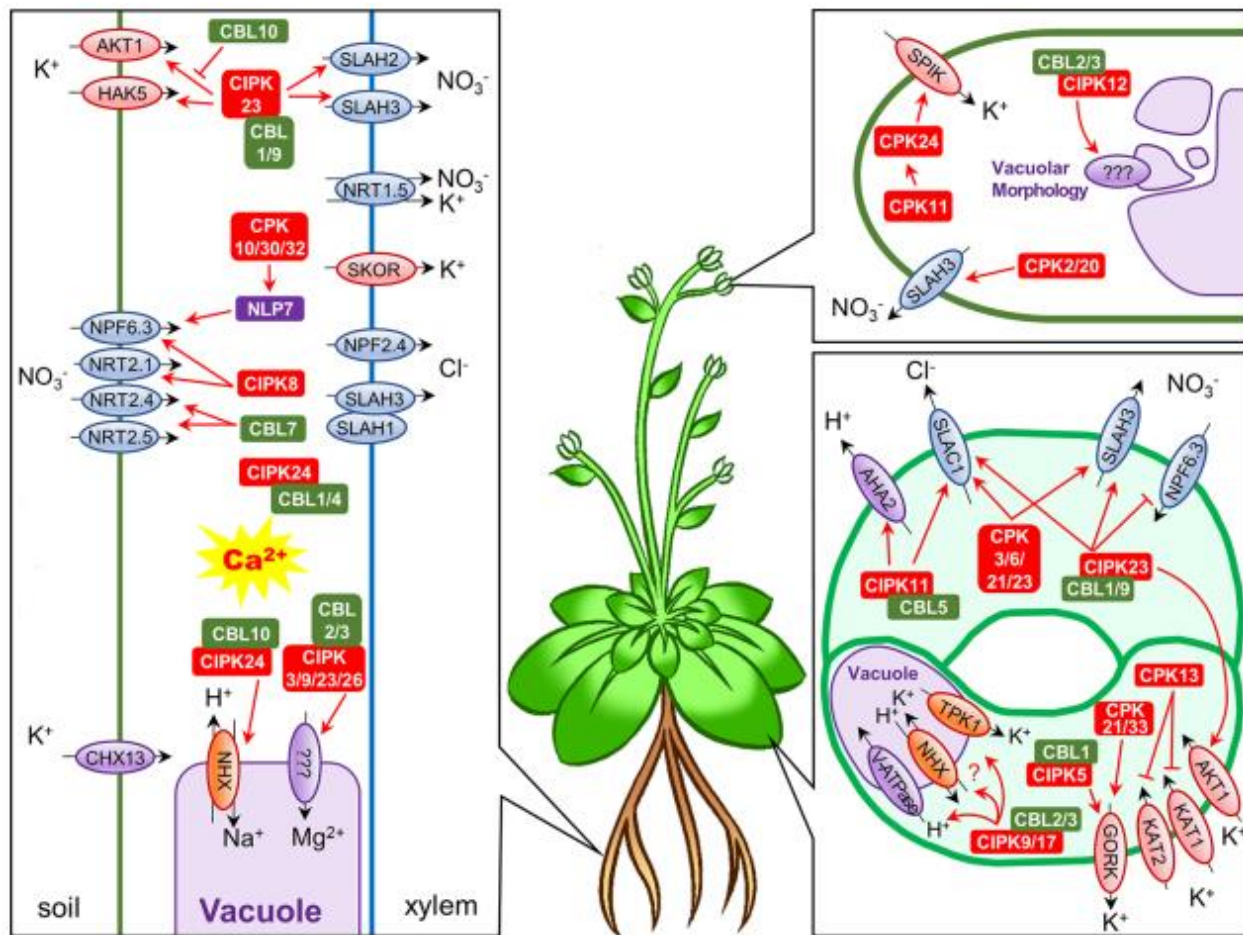 CBL10
AKT1
SLAH2
K⁺
NO₃⁻
HAK5
CIPK
23
SLAH3
CBL
1/9
NRT1.5
NO₃⁻
K⁺
CPK
10/30/32
SKOR
K⁺
NLP7
NPF6.3
NPF2.4
NRT2.1
Cl⁻
NO₃⁻
CIPK8
NRT2.4
SLAH3
CBL7
SLAH1
NRT2.5
CIPK24
CBL1/4
Ca²⁺
CBL
2/3
CBL10
CIPK24
CIPK
3/9/23/26
H⁺
K⁺
CHX13
NHX
???
Na⁺
Mg²⁺
soil
Vacuole
xylem
SPIK
K⁺
CBL2/3
CIPK12
CPK24
Vacuolar
Morphology
???
CPK11
CPK2/20
SLAH3
NO₃⁻
Cl⁻
NO₃⁻
H⁺
SLAC1
SLAH3
NPF6.3
AHA2
CPK
3/6/
21/23
CIPK11
CBL5
CIPK23
CBL1/9
Vacuole
CPK13
K⁺
TPK1
H⁺
K⁺
CPK
21/33
NHX
V-ATPase
?
CBL1
CIPK5
AKT1
H⁺
CBL2/3
CIPK9/17
GORK
KAT2
KAT1
K⁺
K⁺
K⁺